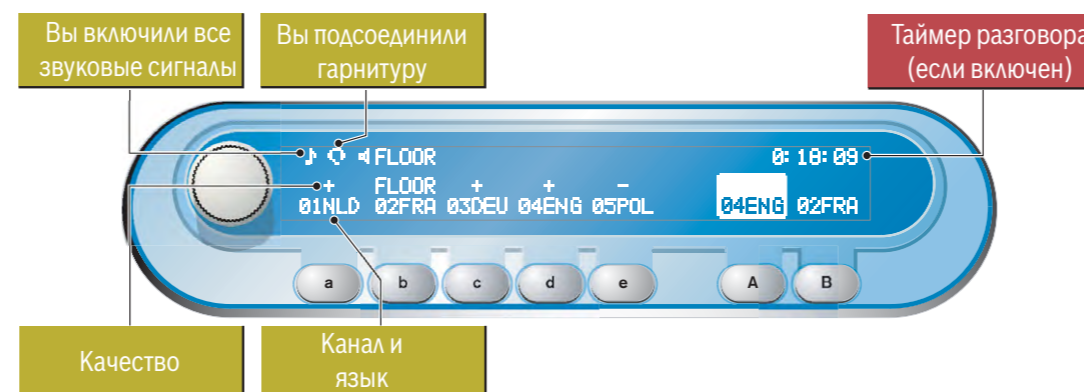 Вы включили все
звуковые сигналы
Вы подсоединили
гарнитуру
Таймер разговора
(если включен)
FLOOR 0:18:09
+ FLOOR + + -
01NLD 02FRA 03DEU 04ENG 05POL 04ENG 02FRA
a b c d e A B
Качество
Канал и
язык